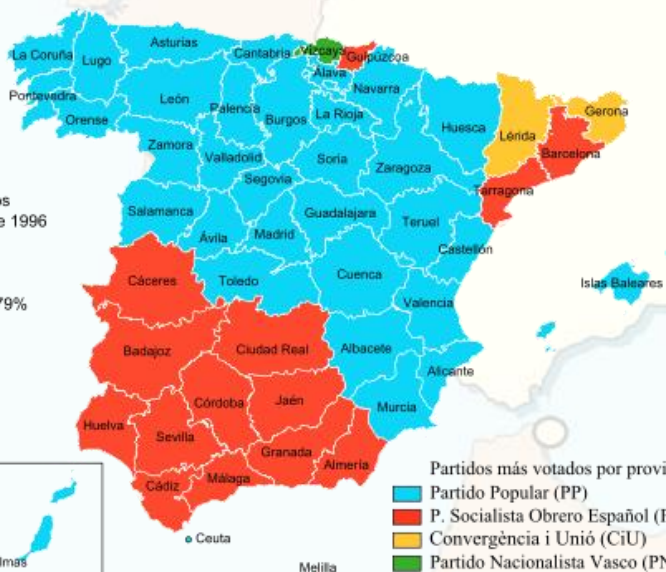 La Coruña
Lugo
Asturias
Cantabria
Vizcaya
Guipúzcoa
Álava
Navarra
Pontevedra
Orense
León
Palencia
Burgos
La Rioja
Huesca
Lérida
Gerona
Barcelona
Tarragona
Zamora
Valladolid
Soria
Zaragoza
Segovia
Salamanca
Ávila
Madrid
Guadalajara
Teruel
Castellón
e 1996
79%
Cáceres
Toledo
Cuenca
Valencia
Islas Baleares
Badajoz
Ciudad Real
Albacete
Alicante
Huelva
Sevilla
Córdoba
Jaén
Murcia
Granada
Almería
Cádiz
Málaga
Ceuta
Melilla
lmas
Partidos más votados por provi
Partido Popular (PP)
P. Socialista Obrero Español (P
Convergència i Unió (CiU)
Partido Nacionalista Vasco (PN